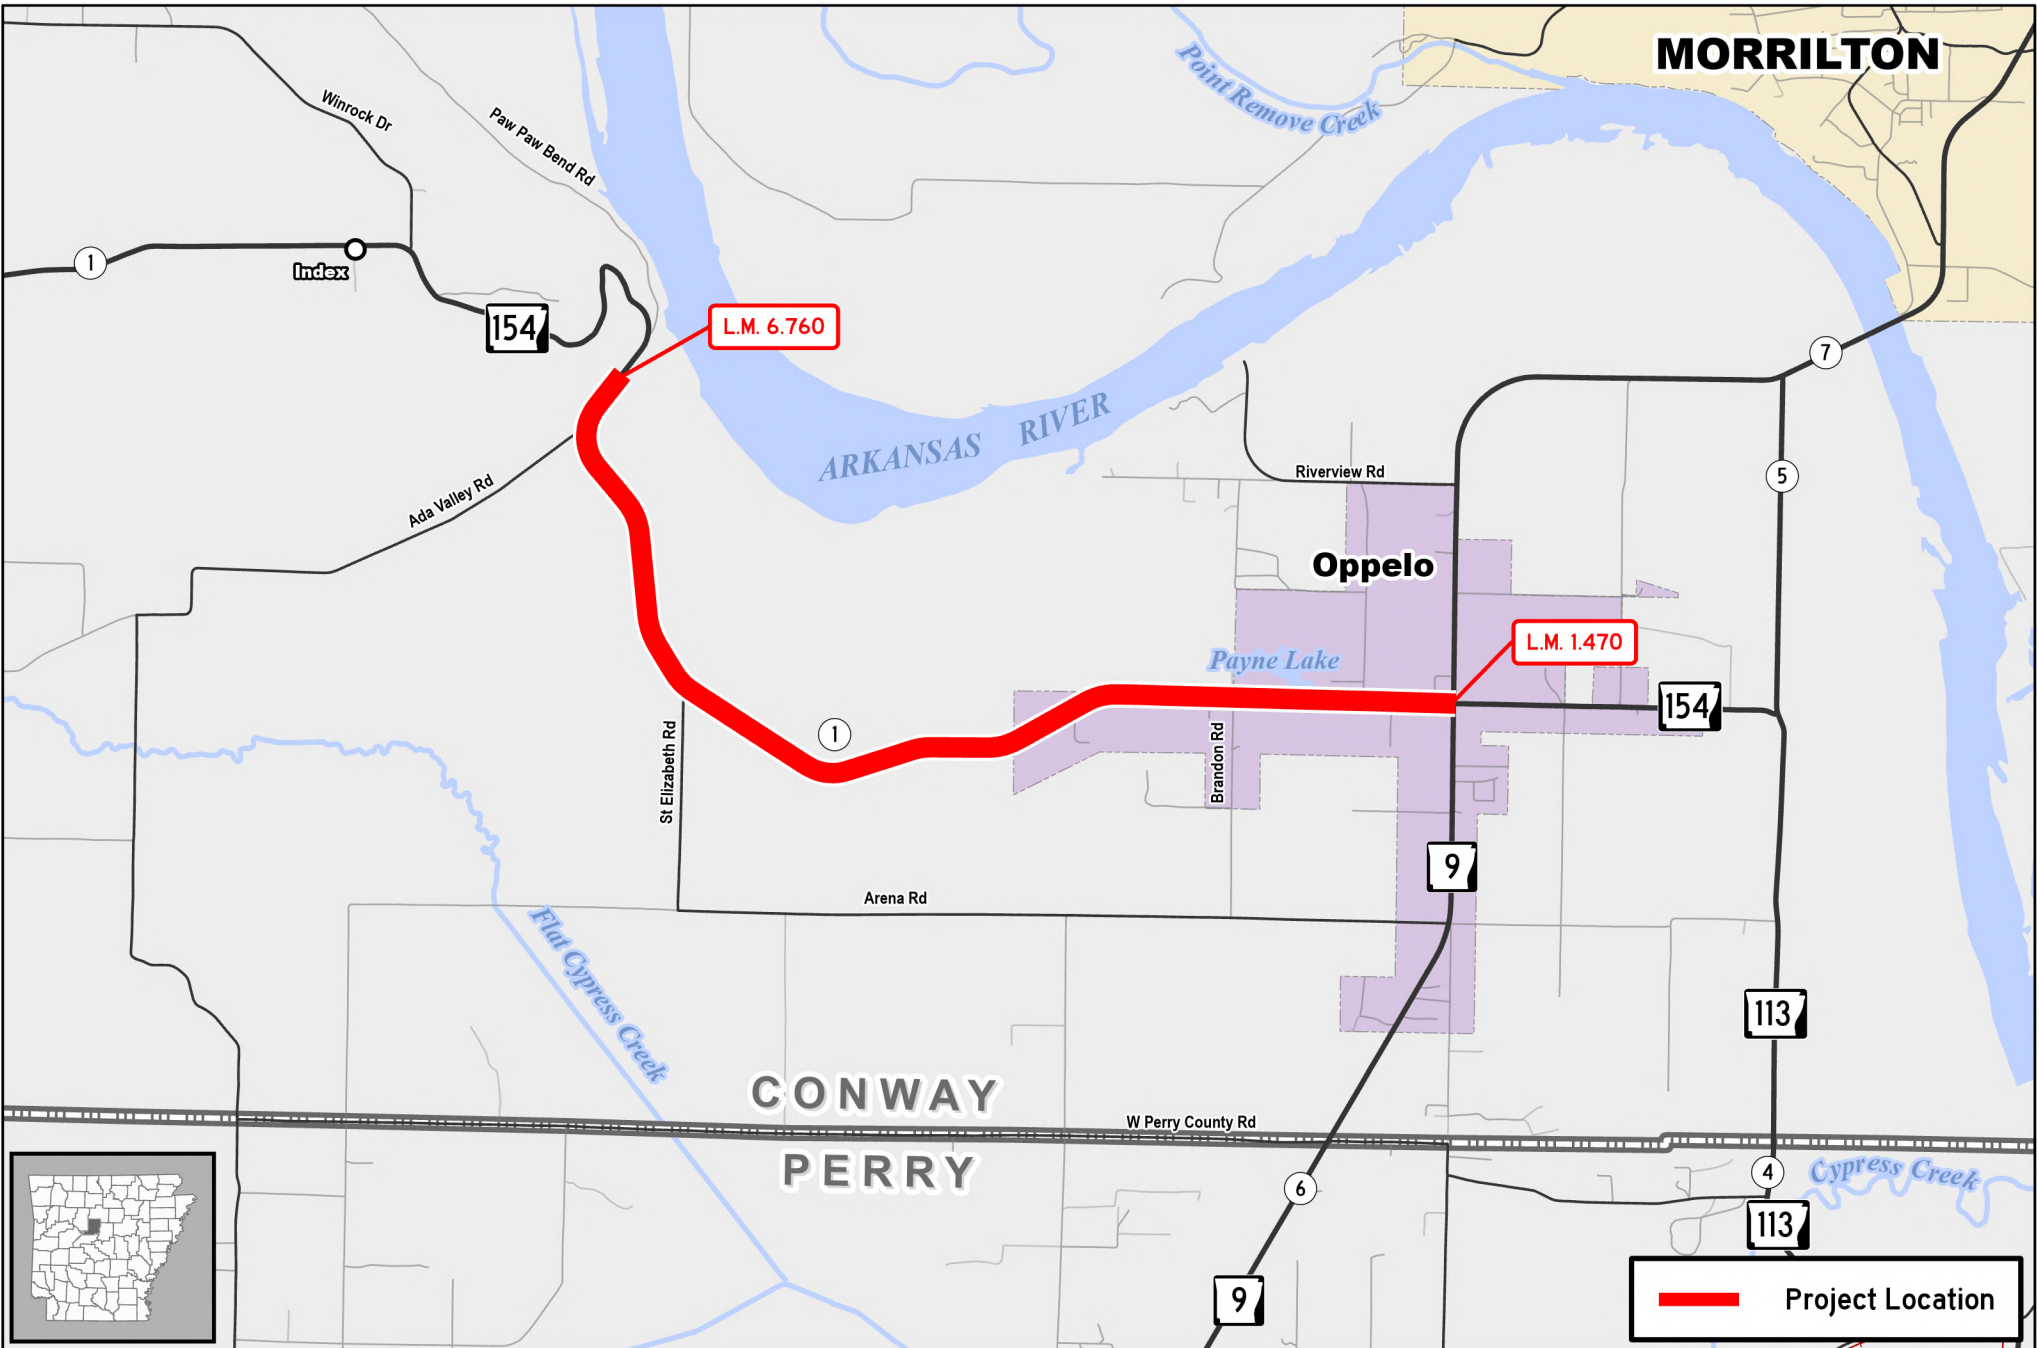 MORRILTON
Point Remove Creek
Winrock Dr
Paw Paw Bend Rd
1
Index
154
L.M. 6.760
7
ARKANSAS RIVER
Riverview Rd
5
Ada Valley Rd
Oppelo
L.M. 1.470
Payne Lake
154
1
St Elizabeth Rd
Brandon Rd
9
Arena Rd
Flat Cypress Creek
113
CONWAY
W Perry County Rd
PERRY
6
4
Cypress Creek
113
9
Project Location